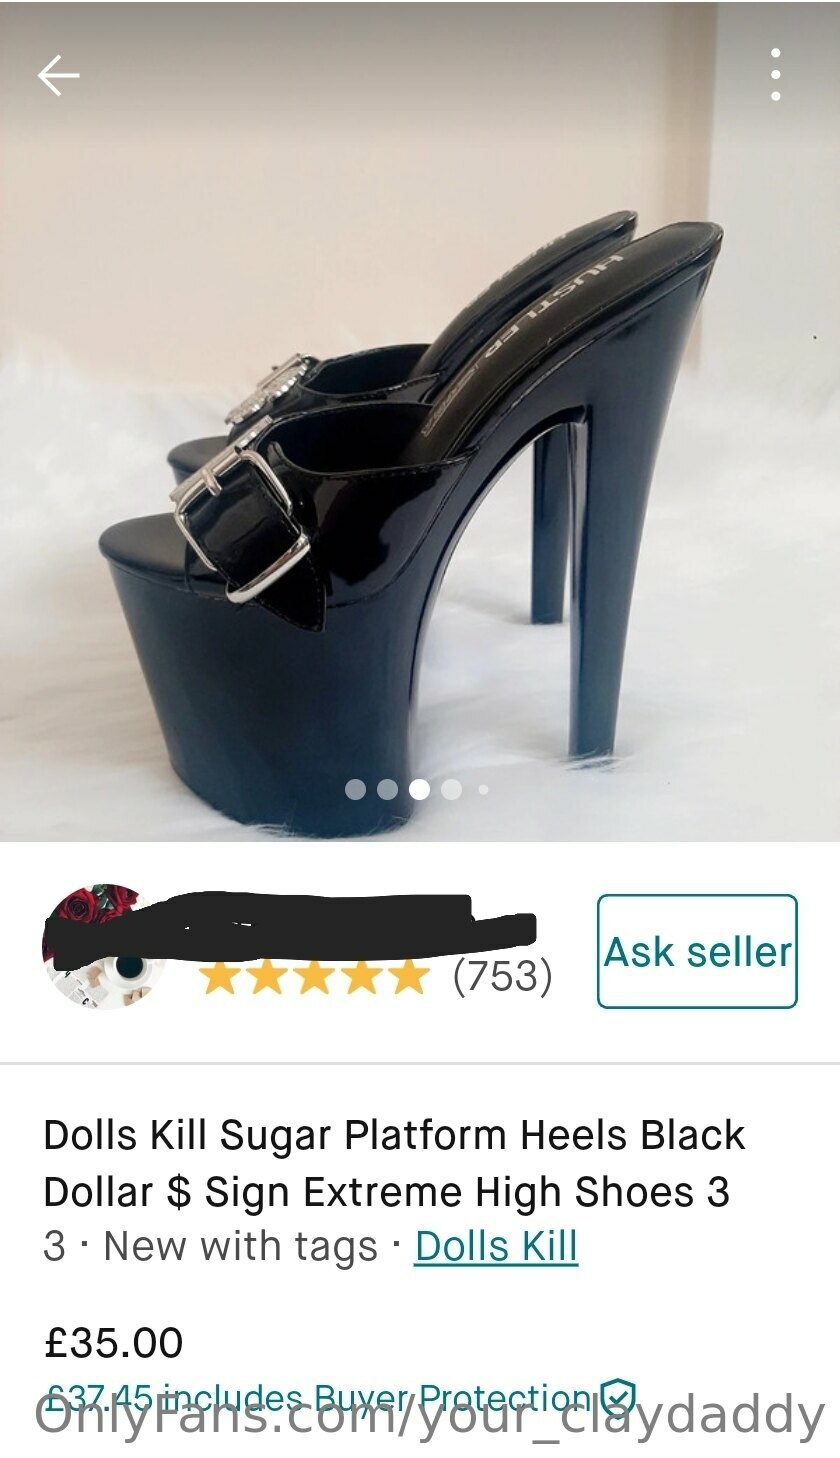 HUSTLER
Ask seller
(753)
Dolls Kill Sugar Platform Heels Black
Dollar $ Sign Extreme High Shoes 3
3 · New with tags · Dolls Kill
£35.00
£37.45 includes Buyer Protection
OnlyFans.com/your_claydaddy